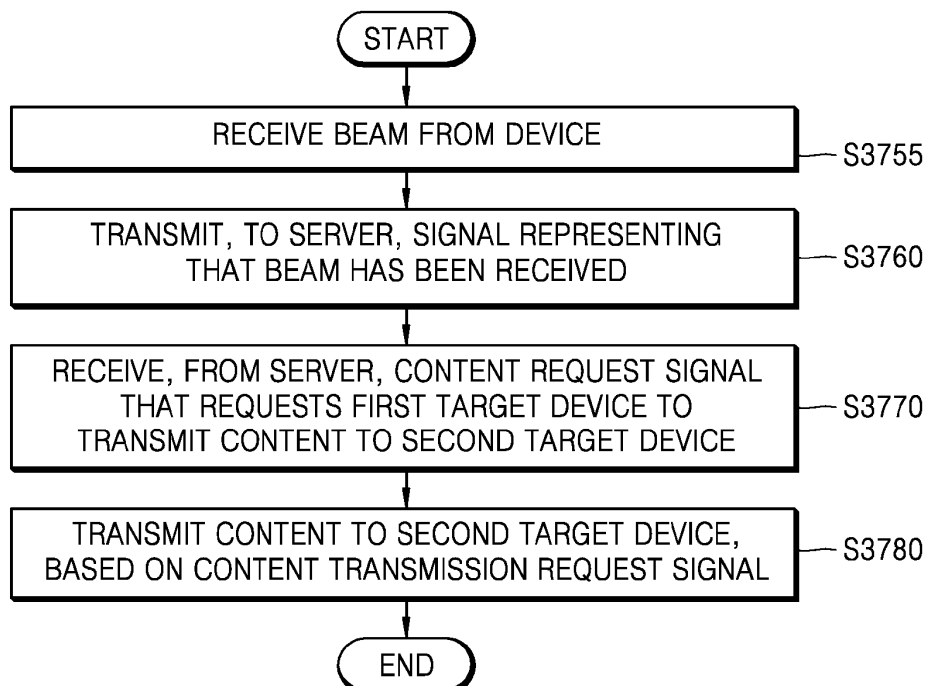 START
RECEIVE BEAM FROM DEVICE
S3755
TRANSMIT, TO SERVER, SIGNAL REPRESENTING
THAT BEAM HAS BEEN RECEIVED
S3760
RECEIVE, FROM SERVER, CONTENT REQUEST SIGNAL
THAT REQUESTS FIRST TARGET DEVICE TO
TRANSMIT CONTENT TO SECOND TARGET DEVICE
S3770
TRANSMIT CONTENT TO SECOND TARGET DEVICE,
BASED ON CONTENT TRANSMISSION REQUEST SIGNAL
S3780
END